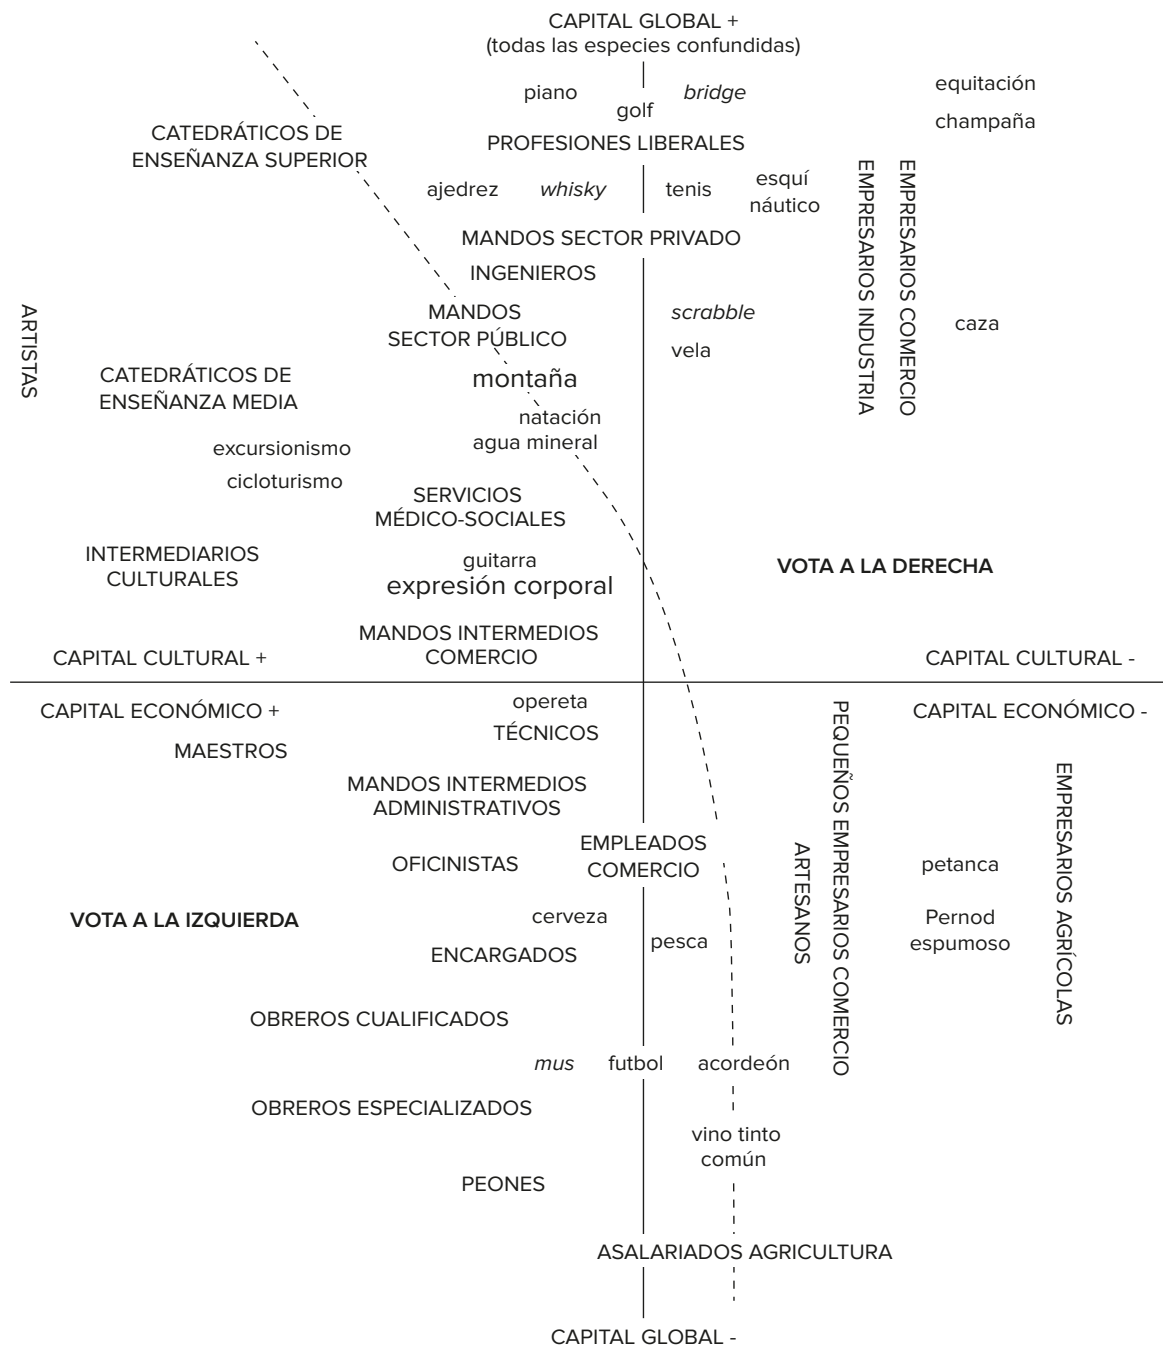 CAPITAL GLOBAL +
(todas las especies confundidas)
piano
bridge
golf
equitación
champaña
CATEDRÁTICOS DE
ENSEÑANZA SUPERIOR
PROFESIONES LIBERALES
ajedrez
whisky
tenis
esquí
náutico
EMPRESARIOS INDUSTRIA
EMPRESARIOS COMERCIO
MANDOS SECTOR PRIVADO
INGENIEROS
ARTISTAS
MANDOS
SECTOR PÚBLICO
scrabble
vela
caza
CATEDRÁTICOS DE
ENSEÑANZA MEDIA
montaña
natación
agua mineral
excursionismo
cicloturismo
SERVICIOS
MÉDICO-SOCIALES
INTERMEDIARIOS
CULTURALES
guitarra
expresión corporal
VOTA A LA DERECHA
MANDOS INTERMEDIOS
COMERCIO
CAPITAL CULTURAL +
CAPITAL CULTURAL -
CAPITAL ECONÓMICO +
opereta
CAPITAL ECONÓMICO -
TÉCNICOS
MAESTROS
PEQUEÑOS EMPRESARIOS COMERCIO
EMPRESARIOS AGRÍCOLAS
MANDOS INTERMEDIOS
ADMINISTRATIVOS
EMPLEADOS
COMERCIO
OFICINISTAS
ARTESANOS
petanca
VOTA A LA IZQUIERDA
cerveza
Pernod
espumoso
pesca
ENCARGADOS
OBREROS CUALIFICADOS
mus
futbol
acordeón
OBREROS ESPECIALIZADOS
vino tinto
común
PEONES
ASALARIADOS AGRICULTURA
CAPITAL GLOBAL -